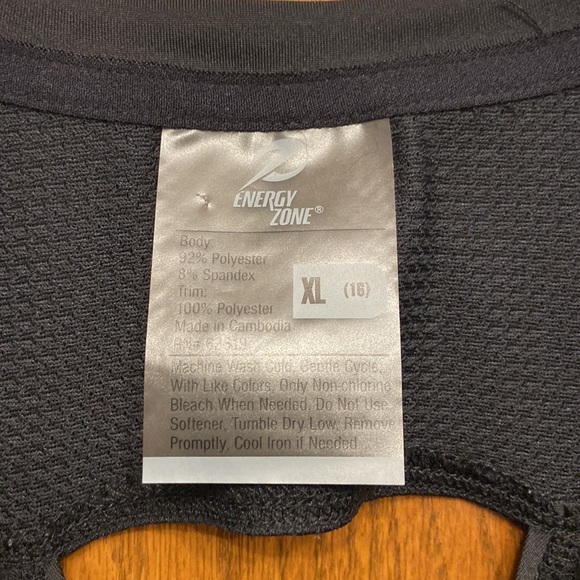 ENERGY
ZONE®
Body:
92% Polyester
8% Spandex
Trim:
100% Polyester
Made in Cambodia
XL (16)
Machine Wash Cold, Gentle Cycle,
With Like Colors, Only Non-chlorine
Bleach When Needed, Do Not Use
Softener, Tumble Dry Low, Remove
Promptly, Cool Iron if Needed